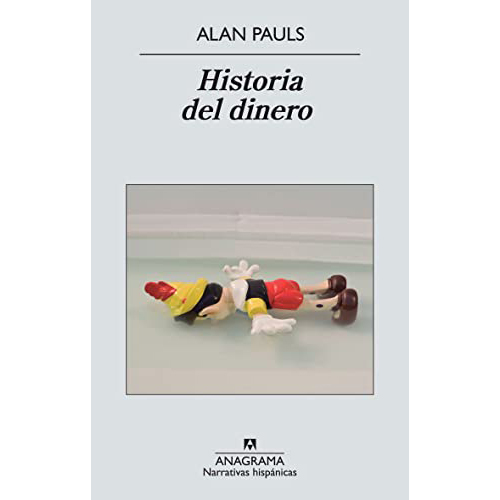 ALAN PAULS
Historia
del dinero
ANAGRAMA
Narrativas hispánicas